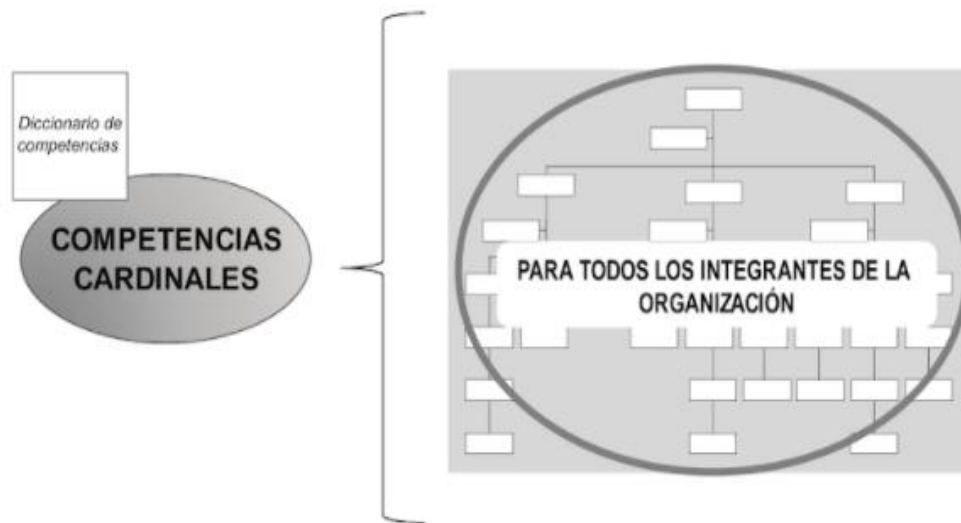 Diccionario de
competencias
COMPETENCIAS
CARDINALES
PARA TODOS LOS INTEGRANTES DE LA
ORGANIZACIÓN